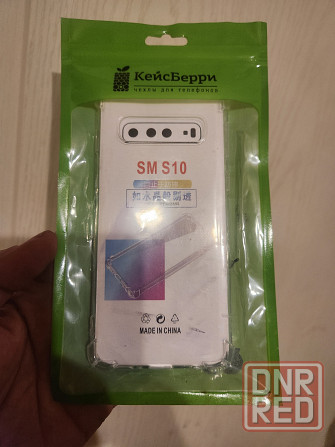 КейсБерри
чехлы для телефонов
SM S10
MADE IN CHINA
DNR
RED